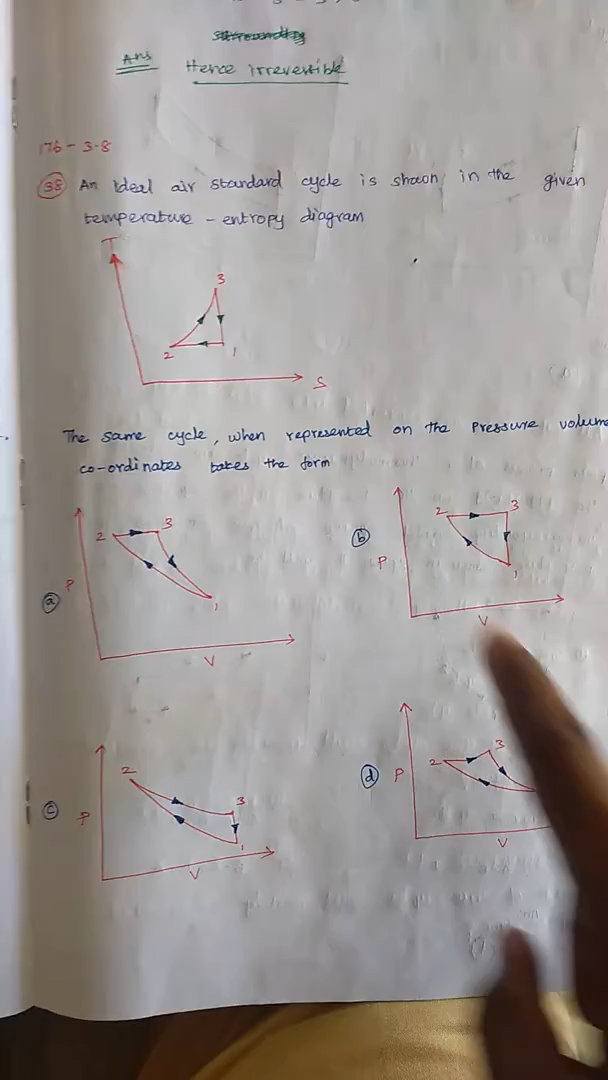 Ans Hence irreversible
176 - 3.8
38 An Ideal air standard cycle is shown in the given
temperature - entropy diagram
T
3
2
1
S
The same cycle, when represented on the pressure volume
co-ordinates takes the form
a
P
2
3
1
V
b
P
2
3
1
V
c
P
2
3
1
V
d
P
2
3
V